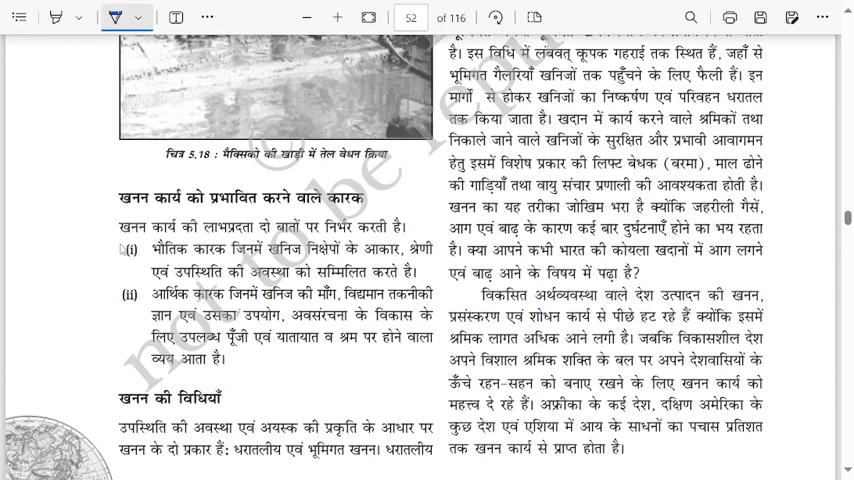 52 of 116
चित्र 5.18 : मैक्सिको की खाड़ी में तेल वेधन क्रिया
खनन कार्य को प्रभावित करने वाले कारक
खनन कार्य की लाभप्रदता दो बातों पर निर्भर करती है।
(i) भौतिक कारक जिनमें खनिज निक्षेपों के आकार, श्रेणी
एवं उपस्थिति की अवस्था को सम्मिलित करते है।
(ii) आर्थिक कारक जिनमें खनिज की माँग, विद्यमान तकनीकी
ज्ञान एवं उसका उपयोग, अवसंरचना के विकास के
लिए उपलब्ध पूँजी एवं यातायात व श्रम पर होने वाला
व्यय आता है।
खनन की विधियाँ
उपस्थिति की अवस्था एवं अयस्क की प्रकृति के आधार पर
खनन के दो प्रकार हैं: धरातलीय एवं भूमिगत खनन। धरातलीय
है। इस विधि में लंबवत् कूपक गहराई तक स्थित हैं, जहाँ से
भूमिगत गैलरियाँ खनिजों तक पहुँचने के लिए फैली हैं। इन
मार्गों से होकर खनिजों का निष्कर्षण एवं परिवहन धरातल
तक किया जाता है। खदान में कार्य करने वाले श्रमिकों तथा
निकाले जाने वाले खनिजों के सुरक्षित और प्रभावी आवागमन
हेतु इसमें विशेष प्रकार की लिफ्ट बेधक (बरमा), माल ढोने
की गाड़ियाँ तथा वायु संचार प्रणाली की आवश्यकता होती है।
खनन का यह तरीका जोखिम भरा है क्योंकि जहरीली गैसें,
आग एवं बाढ़ के कारण कई बार दुर्घटनाएँ होने का भय रहता
है। क्या आपने कभी भारत की कोयला खदानों में आग लगने
एवं बाढ़ आने के विषय में पढ़ा है?
विकसित अर्थव्यवस्था वाले देश उत्पादन की खनन,
प्रसंस्करण एवं शोधन कार्य से पीछे हट रहे हैं क्योंकि इसमें
श्रमिक लागत अधिक आने लगी है। जबकि विकासशील देश
अपने विशाल श्रमिक शक्ति के बल पर अपने देशवासियों के
ऊँचे रहन-सहन को बनाए रखने के लिए खनन कार्य को
महत्त्व दे रहे हैं। अफ्रीका के कई देश, दक्षिण अमेरिका के
कुछ देश एवं एशिया में आय के साधनों का पचास प्रतिशत
तक खनन कार्य से प्राप्त होता है।
© not to be republ